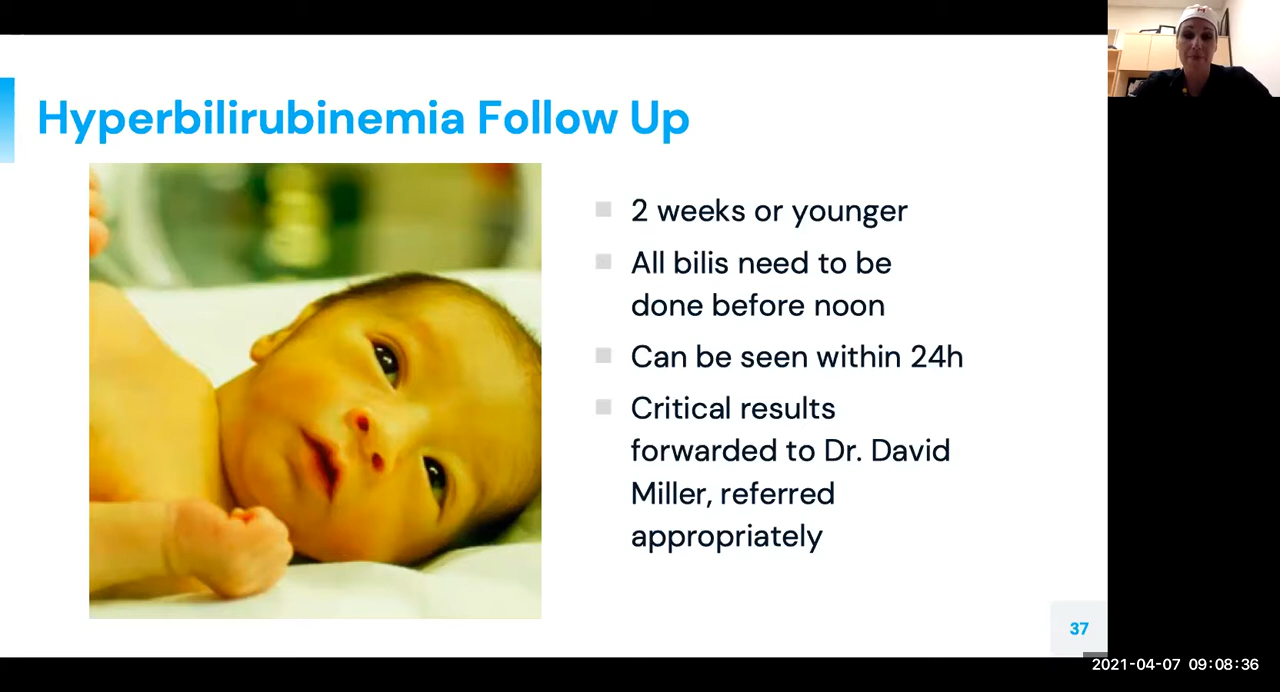 Hyperbilirubinemia Follow Up
2 weeks or younger
All bilis need to be
done before noon
Can be seen within 24h
Critical results
forwarded to Dr. David
Miller, referred
appropriately
37
2021-04-07 09:08:36